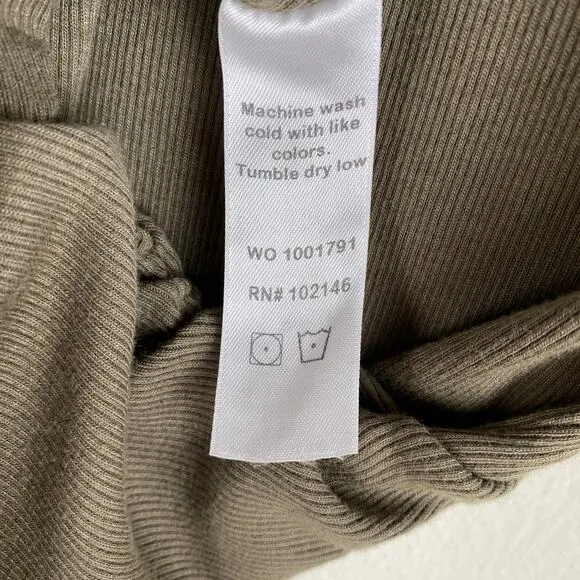 Machine wash
cold with like
colors.
Tumble dry low
WO 1001791
RN# 102146